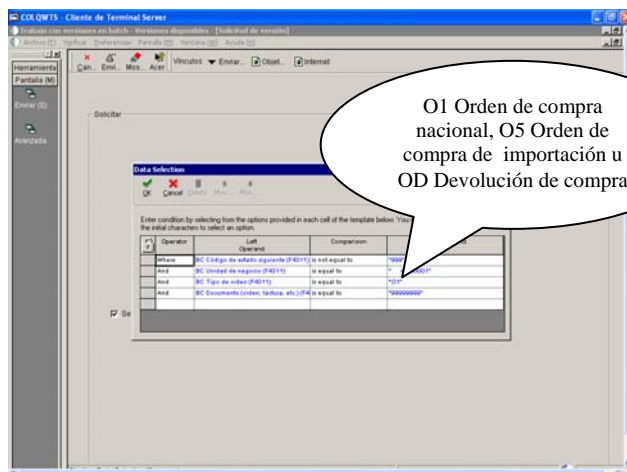 COLQWTS - Cliente de Terminal Server
Trabajo con versiones en batch - Versiones disponibles - [Solicitud de versión]
Archivo (F) Verificar Preferencias Pantalla (M) Ventana (W) Ayuda (H)
Herramienta
Pantalla (M)
Can... Envi... Mos... Acer Vínculos Enviar... Objet... Internet
Enviar (S)
Avanzada
Solicitar
O1 Orden de compra
nacional, O5 Orden de
compra de importación u
OD Devolución de compra
Data Selection
OK Cancel Delete Mov... Mov...
Enter condition by selecting from the options provided in each cell of the template below. You
the initial characters to select an option.
Operator Left Operand Comparison
Where BC Código de estado siguiente (F4311) is not equal to "999"
And BC Unidad de negocio (F4311) is equal to
And BC Tipo de orden (F4311) is equal to "O1"
And BC Documento (orden, factura, etc.) (F4 is equal to "99999999"
Se